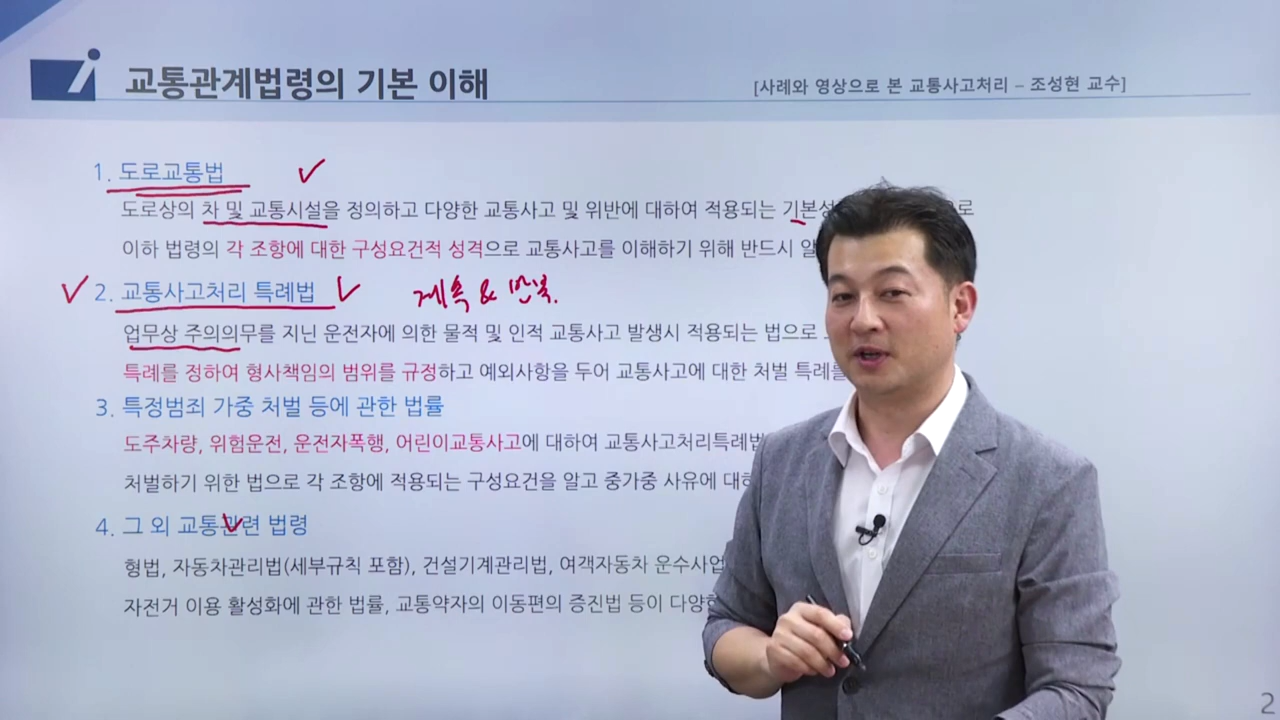 교통관계법령의 기본 이해
[사례와 영상으로 본 교통사고처리 – 조성현 교수]
1. 도로교통법
도로상의 차 및 교통시설을 정의하고 다양한 교통사고 및 위반에 대하여 적용되는
이하 법령의 각 조항에 대한 구성요건적 성격으로 교통사고를 이해하기 위해 반드시
2. 교통사고처리 특례법
업무상 주의의무를 지닌 운전자에 의한 물적 및 인적 교통사고 발생시 적용되는 법으로
특례를 정하여 형사책임의 범위를 규정하고 예외사항을 두어 교통사고에 대한 처벌 특례를
3. 특정범죄 가중 처벌 등에 관한 법률
도주차량, 위험운전, 운전자폭행, 어린이교통사고에 대하여 교통사고처리특례법
처벌하기 위한 법으로 각 조항에 적용되는 구성요건을 알고 중가중 사유에
4. 그 외 교통관련 법령
형법, 자동차관리법(세부규칙 포함), 건설기계관리법, 여객자동차 운수사업
자전거 이용 활성화에 관한 법률, 교통약자의 이동편의 증진법 등이
2